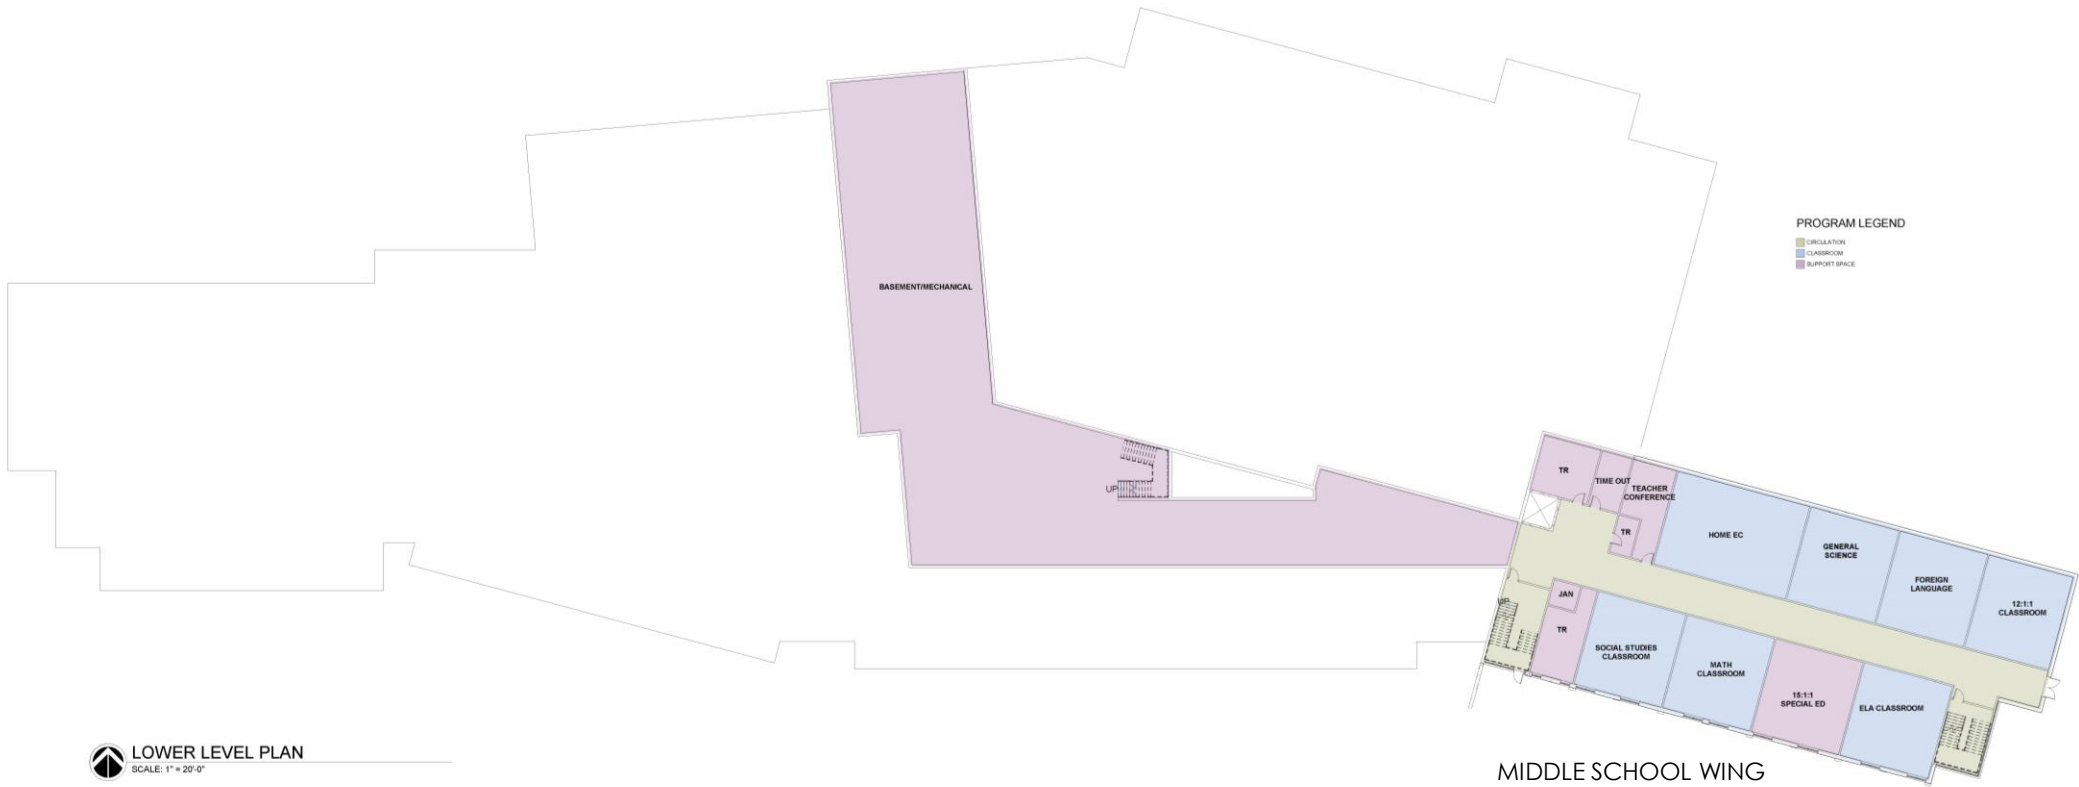 PROGRAM LEGEND
CIRCULATION
CLASSROOM
SUPPORT SPACE
BASEMENT/MECHANICAL
UP
TR
TIME OUT
TEACHER
CONFERENCE
TR
HOME EC
GENERAL
SCIENCE
FOREIGN
LANGUAGE
12:1:1
CLASSROOM
JAN
UP
TR
SOCIAL STUDIES
CLASSROOM
MATH
CLASSROOM
15:1:1
SPECIAL ED
ELA CLASSROOM
LOWER LEVEL PLAN
SCALE: 1" = 20'-0"
MIDDLE SCHOOL WING